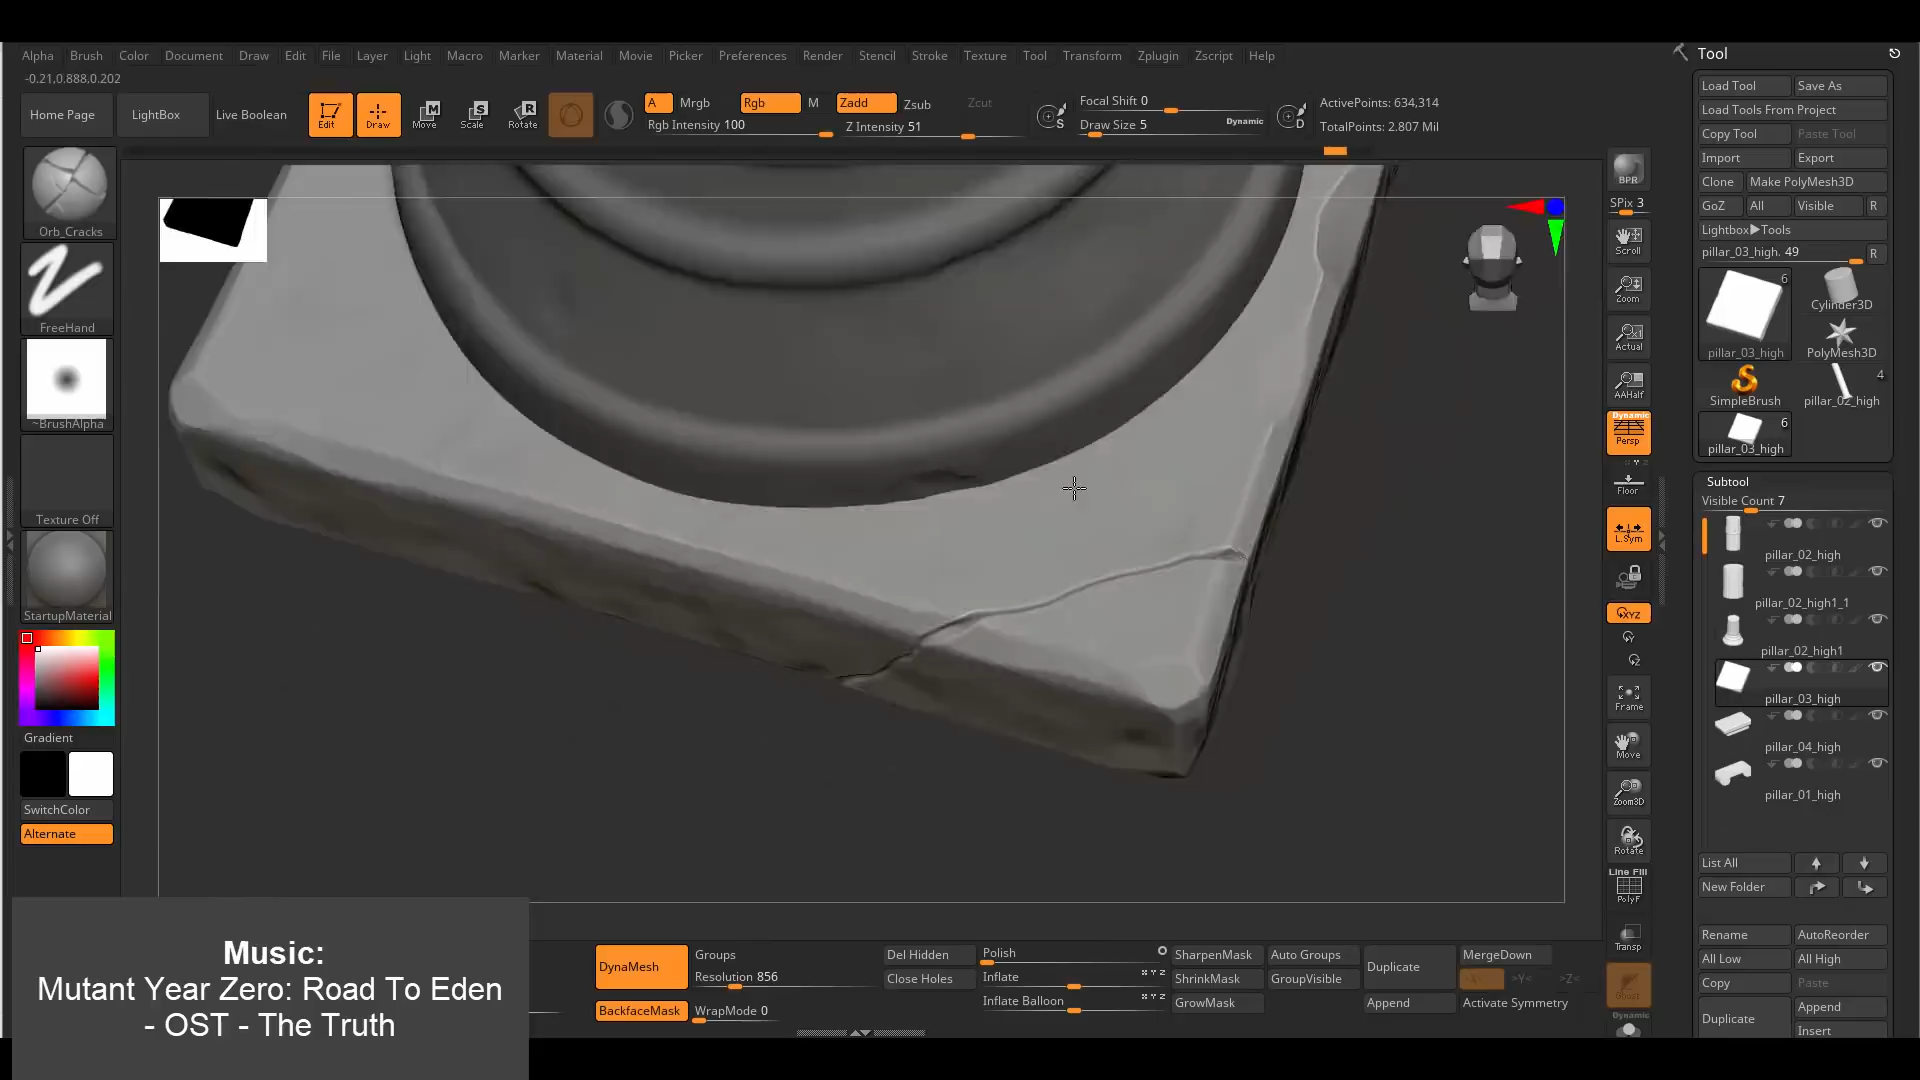 Tool
Alpha Brush Color Document Draw Edit File Layer Light Macro Marker Material Movie Picker Preferences Render Stencil Stroke Texture Tool Transform Zplugin Zscript Help
-0.21,0.888,0.202
Home Page LightBox Live Boolean Edit Draw Move Scale Rotate
A Mrgb Rgb M Zadd Zsub Zcut
Rgb Intensity 100 Z Intensity 51
Focal Shift 0
Draw Size 5 Dynamic
ActivePoints: 634,314
TotalPoints: 2.807 Mil
Orb_Cracks
FreeHand
~BrushAlpha
Texture Off
StartupMaterial
Gradient
SwitchColor
Alternate
BPR
SPix 3
Scroll
Zoom
Actual
AAHalf
Dynamic
Persp
Floor
L.Sym
XYZ
Frame
Move
Zoom3D
Rotate
Line Fill
PolyF
Transp
Ghost
Dynamic
Load Tool Save As
Load Tools From Project
Copy Tool Paste Tool
Import Export
Clone Make PolyMesh3D
GoZ All Visible R
Lightbox▶Tools
pillar_03_high. 49 R
6
Cylinder3D
pillar_03_high PolyMesh3D
4
SimpleBrush pillar_02_high
6
pillar_03_high
Subtool
Visible Count 7
pillar_02_high
pillar_02_high1_1
pillar_02_high1
pillar_03_high
pillar_04_high
pillar_01_high
List All
New Folder
Rename AutoReorder
All Low All High
Copy Paste
Duplicate Append
Insert
DynaMesh
Groups
Resolution 856
BackfaceMask WrapMode 0
Del Hidden
Close Holes
Polish
Inflate
Inflate Balloon
SharpenMask Auto Groups
ShrinkMask GroupVisible
GrowMask
Duplicate
Append
MergeDown
>X< >Y< >Z<
Activate Symmetry
Music:
Mutant Year Zero: Road To Eden
- OST - The Truth